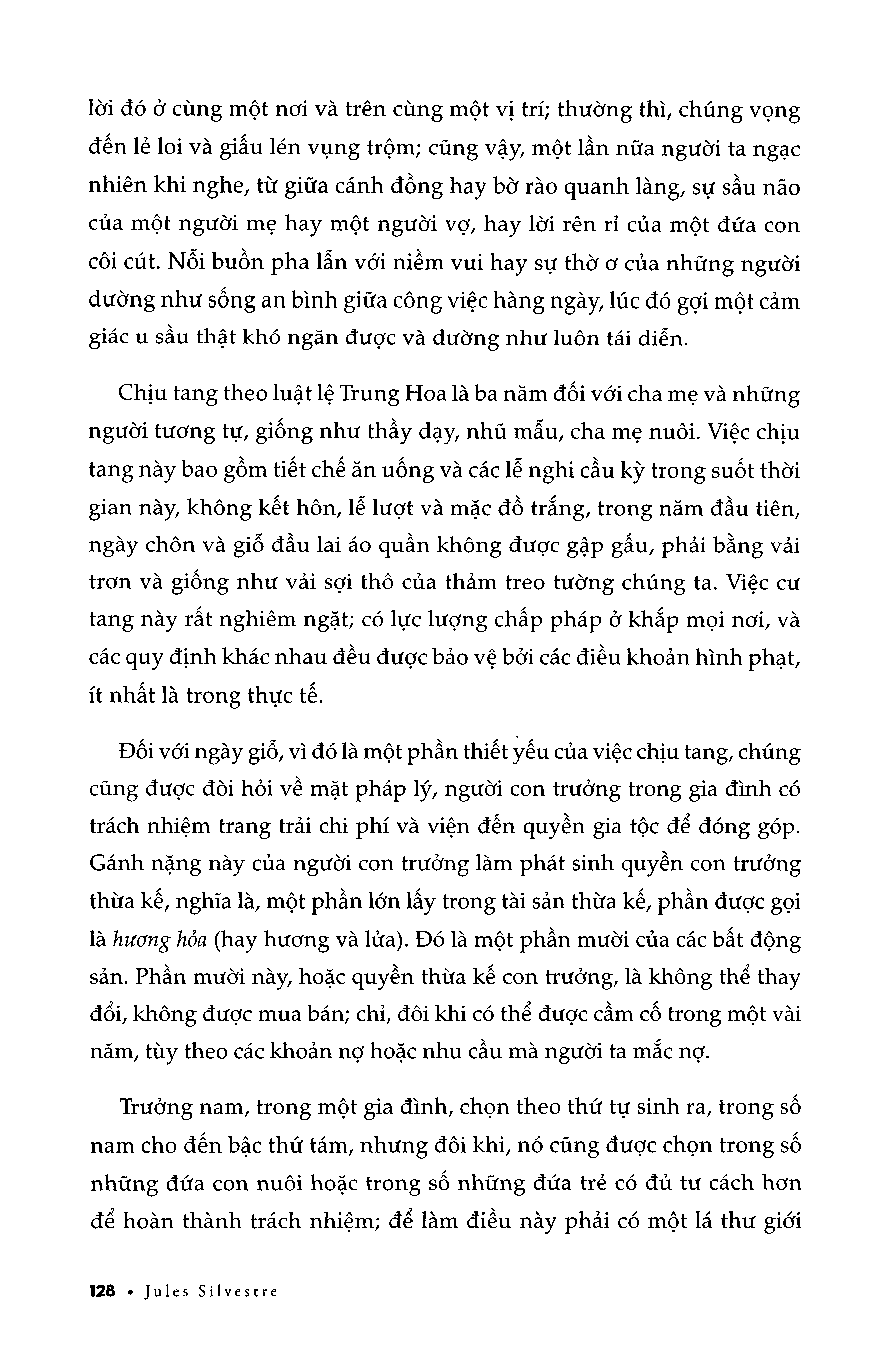 lời đó ở cùng một nơi và trên cùng một vị trí; thường thì, chúng vọng
đến lẻ loi và giấu lén vụng trộm; cũng vậy, một lần nữa người ta ngạc
nhiên khi nghe, từ giữa cánh đồng hay bờ rào quanh làng, sự sầu não
của một người mẹ hay một người vợ, hay lời rên rỉ của một đứa con
côi cút. Nỗi buồn pha lẫn với niềm vui hay sự thờ ơ của những người
dường như sống an bình giữa công việc hàng ngày, lúc đó gợi một cảm
giác u sầu thật khó ngăn được và dường như luôn tái diễn.
Chịu tang theo luật lệ Trung Hoa là ba năm đối với cha mẹ và những
người tương tự, giống như thầy dạy, nhũ mẫu, cha mẹ nuôi. Việc chịu
tang này bao gồm tiết chế ăn uống và các lễ nghi cầu kỳ trong suốt thời
gian này, không kết hôn, lễ lượt và mặc đồ trắng, trong năm đầu tiên,
ngày chôn và giỗ đầu lai áo quần không được gập gấu, phải bằng vải
trơn và giống như vải sợi thô của thảm treo tường chúng ta. Việc cư
tang này rất nghiêm ngặt; có lực lượng chấp pháp ở khắp mọi nơi, và
các quy định khác nhau đều được bảo vệ bởi các điều khoản hình phạt,
ít nhất là trong thực tế.
Đối với ngày giỗ, vì đó là một phần thiết yếu của việc chịu tang, chúng
cũng được đòi hỏi về mặt pháp lý, người con trưởng trong gia đình có
trách nhiệm trang trải chi phí và viện đến quyền gia tộc để đóng góp.
Gánh nặng này của người con trưởng làm phát sinh quyền con trưởng
thừa kế, nghĩa là, một phần lớn lấy trong tài sản thừa kế, phần được gọi
là hương hỏa (hay hương và lửa). Đó là một phần mười của các bất động
sản. Phần mười này, hoặc quyền thừa kế con trưởng, là không thể thay
đổi, không được mua bán; chỉ, đôi khi có thể được cầm cố trong một vài
năm, tùy theo các khoản nợ hoặc nhu cầu mà người ta mắc nợ.
Trưởng nam, trong một gia đình, chọn theo thứ tự sinh ra, trong số
nam cho đến bậc thứ tám, nhưng đôi khi, nó cũng được chọn trong số
những đứa con nuôi hoặc trong số những đứa trẻ có đủ tư cách hơn
để hoàn thành trách nhiệm; để làm điều này phải có một lá thư giới
128 • Jules Silvestre